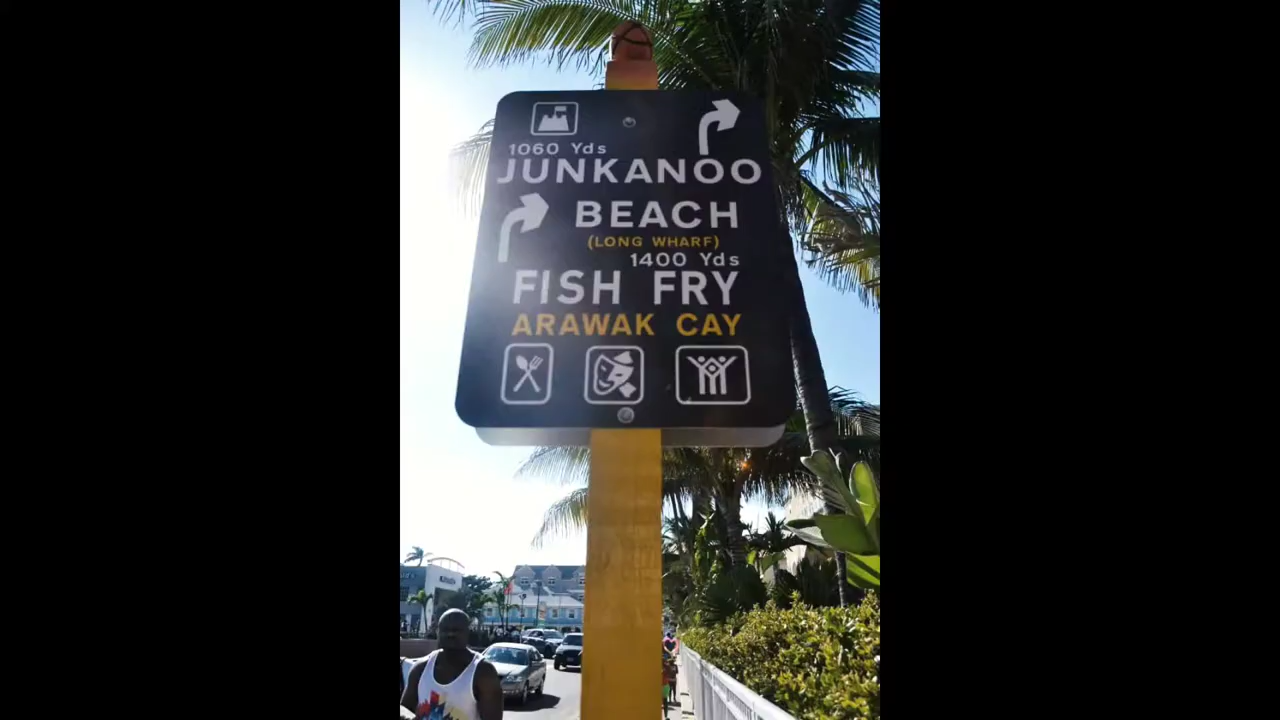 1060 Yds
JUNKANOO
BEACH
(LONG WHARF)
1400 Yds
FISH FRY
ARAWAK CAY